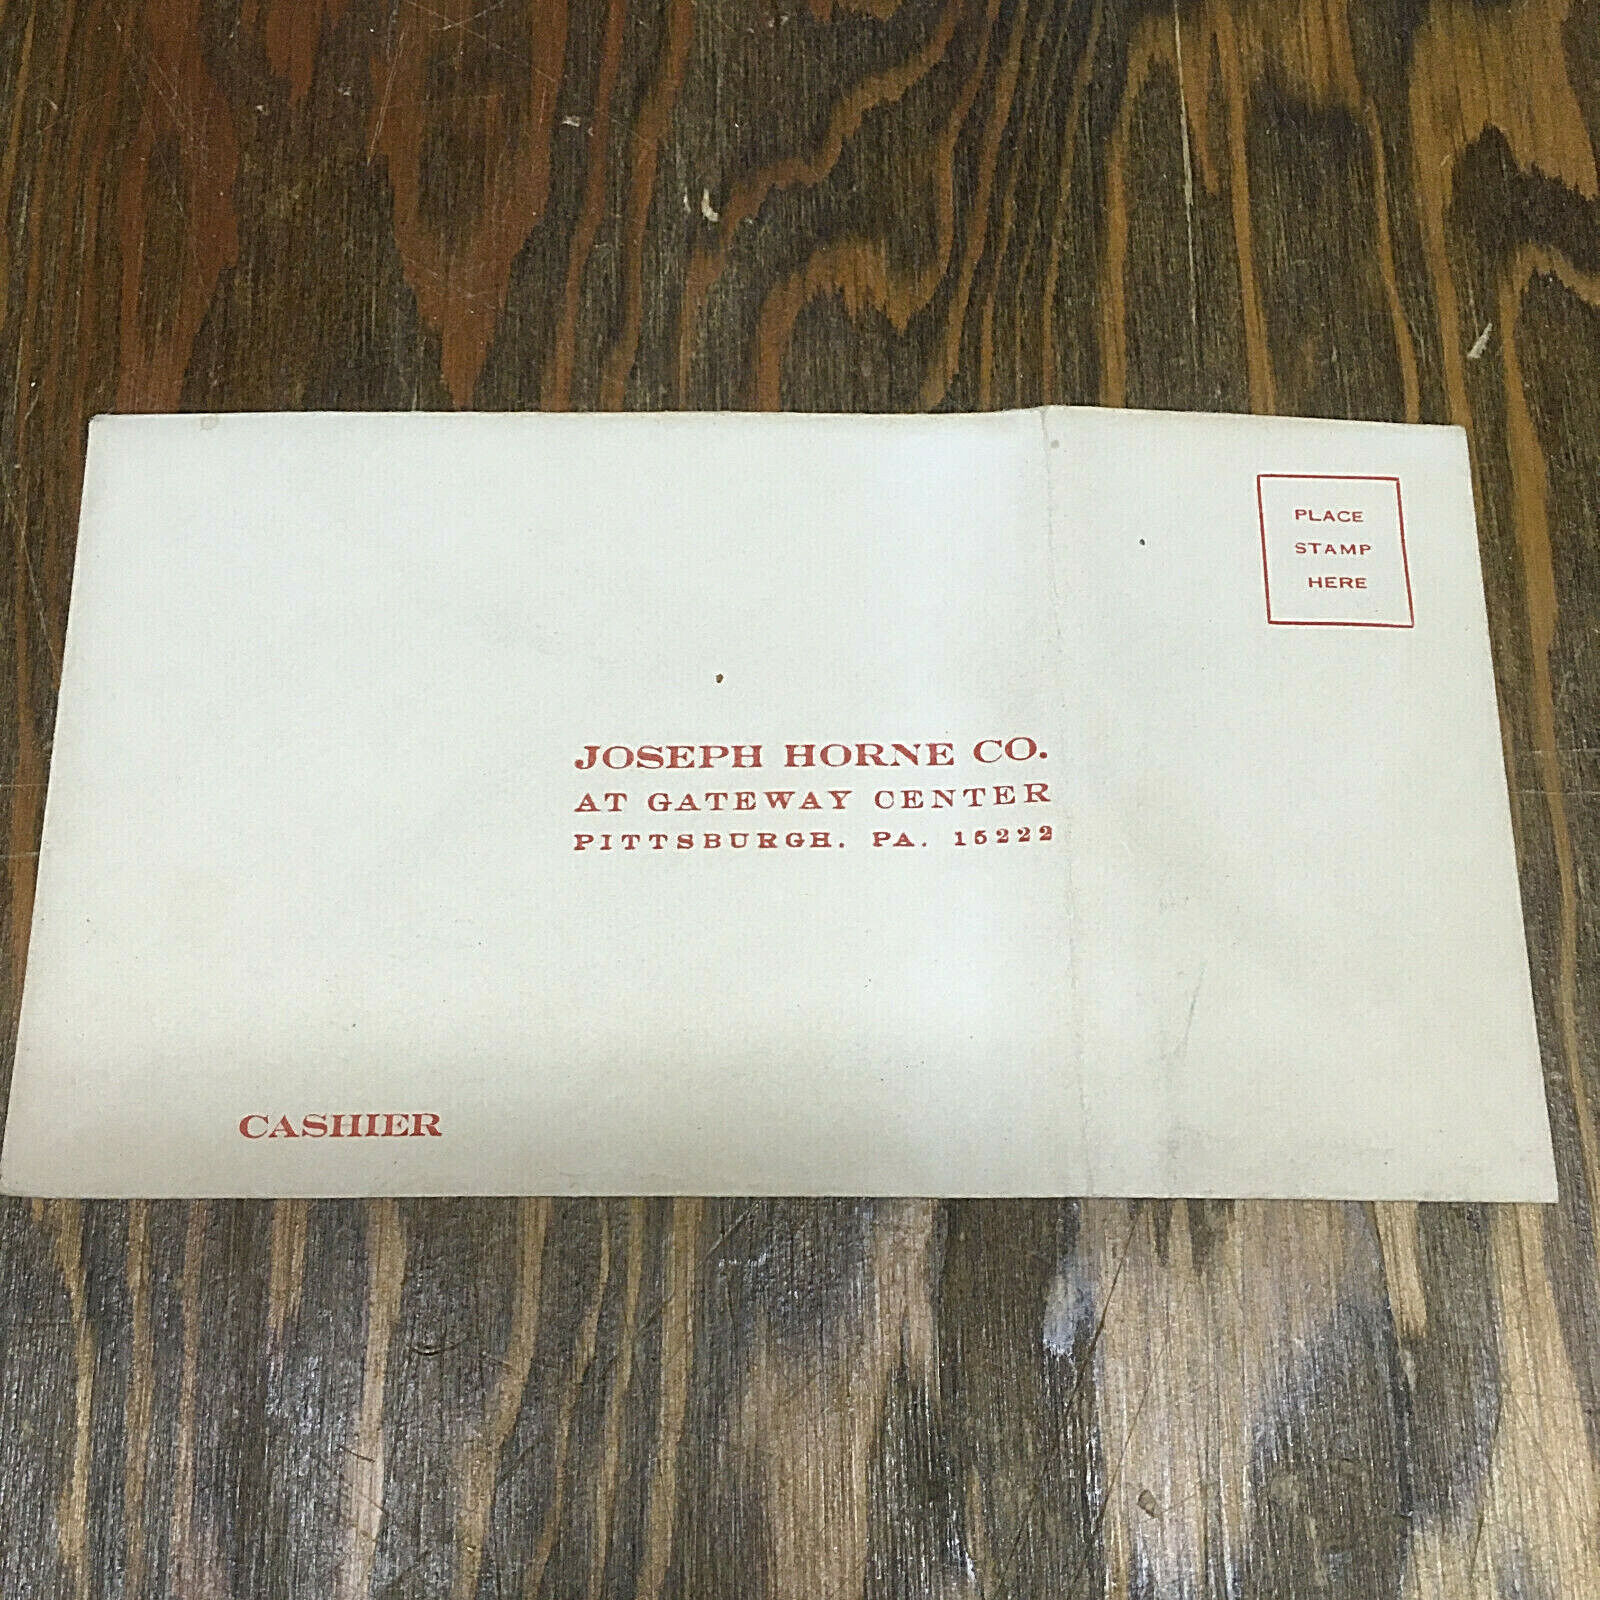 PLACE
STAMP
HERE
JOSEPH HORNE CO.
AT GATEWAY CENTER
PITTSBURGH, PA. 15222
CASHIER